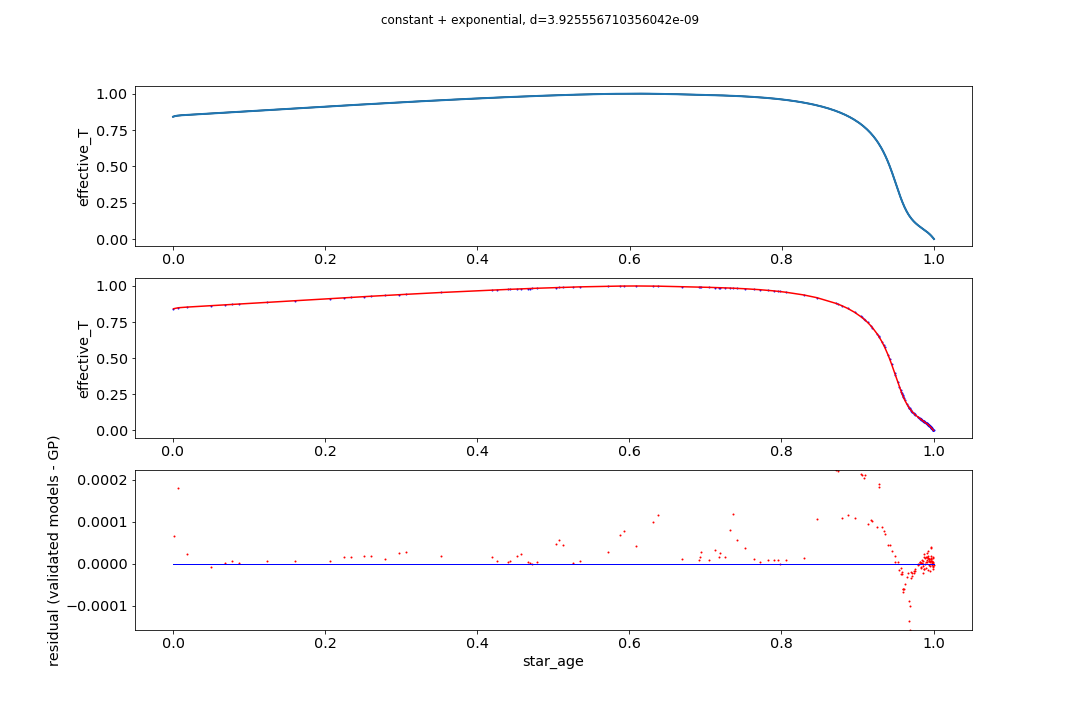 constant + exponential, d=3.925556710356042e-09
1.00
0.75
0.50
0.25
0.00
effective_T
0.0 0.2 0.4 0.6 0.8 1.0
1.00
0.75
0.50
0.25
0.00
effective_T
0.0 0.2 0.4 0.6 0.8 1.0
0.0002
0.0001
0.0000
−0.0001
residual (validated models - GP)
0.0 0.2 0.4 0.6 0.8 1.0
star_age